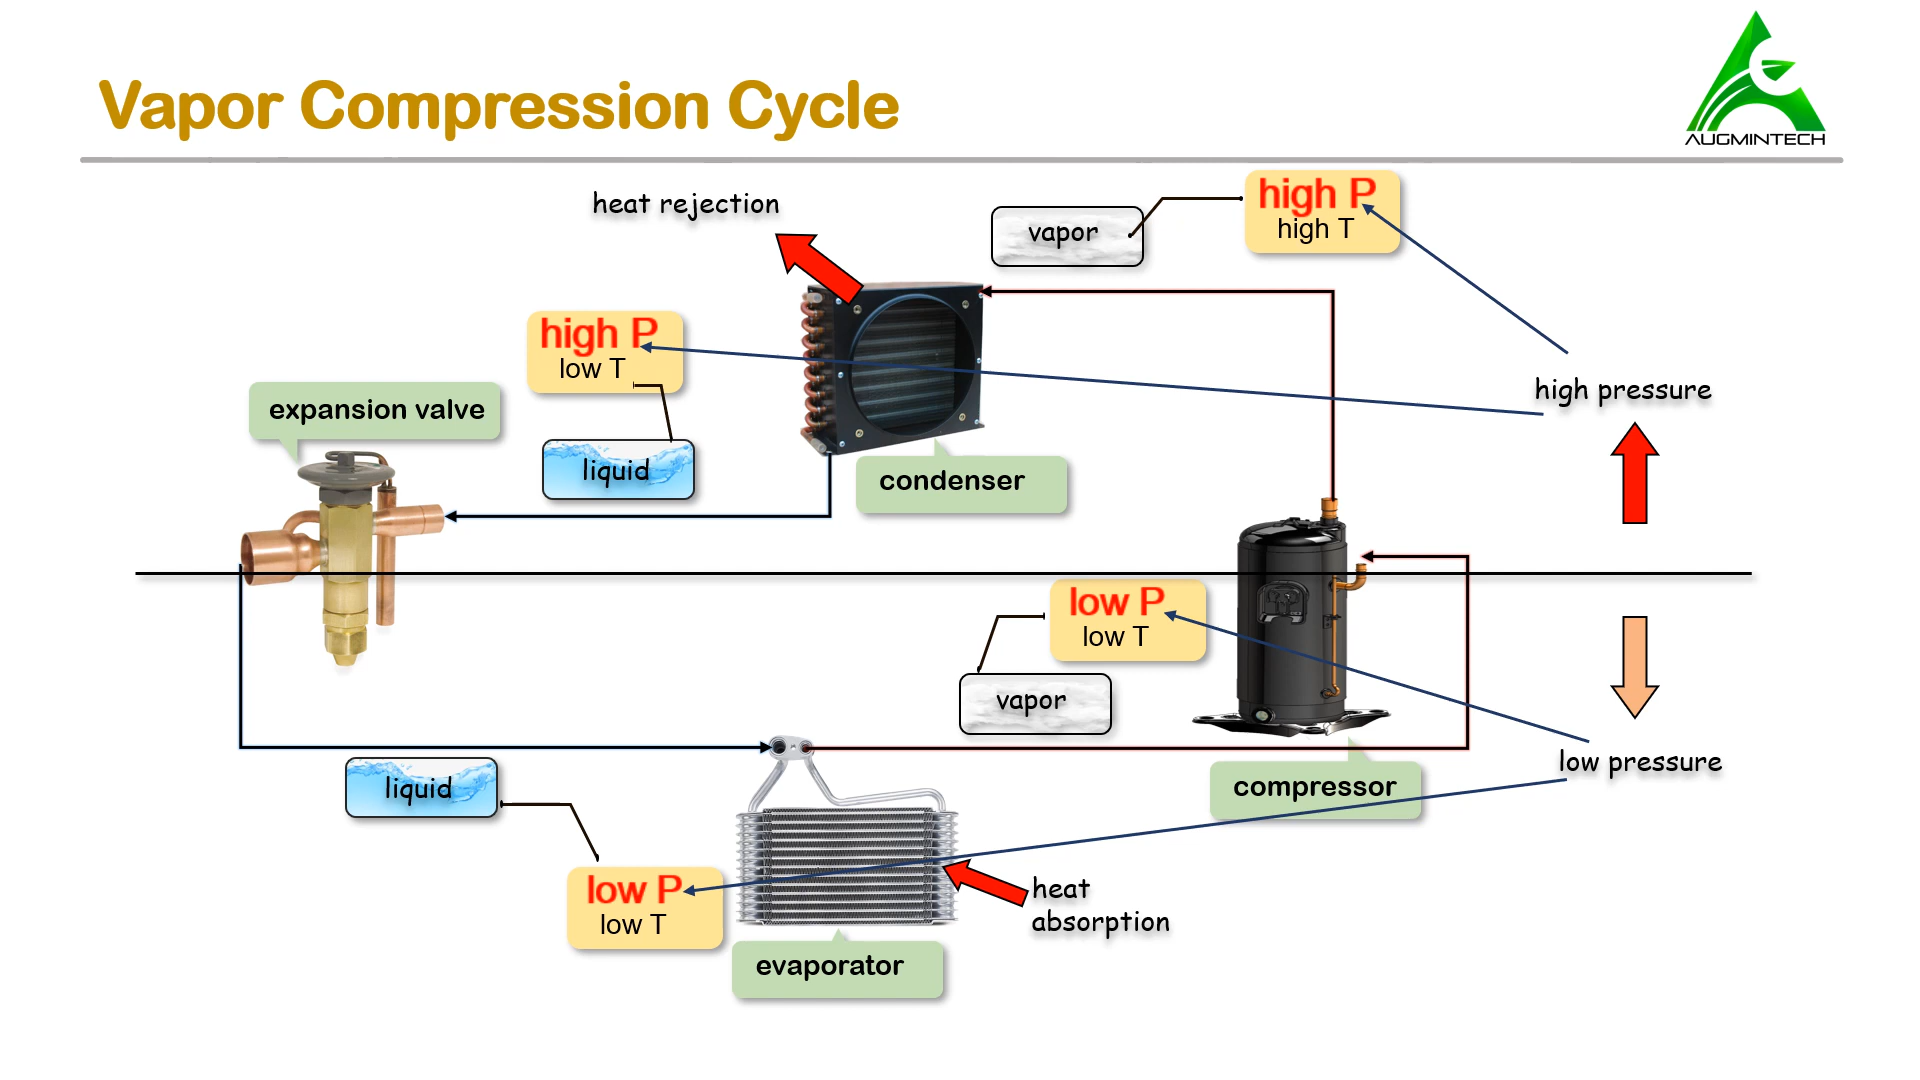 Vapor Compression Cycle
AUGMINTECH
heat rejection
vapor
high P
high T
high P
low T
high pressure
expansion valve
liquid
condenser
low P
low T
vapor
low pressure
liquid
compressor
low P
low T
heat
absorption
evaporator